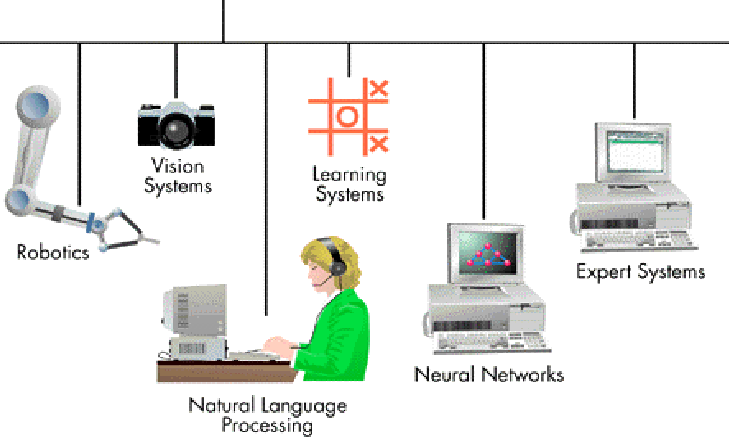 Vision
Systems
Learning
Systems
Robotics
Expert Systems
Neural Networks
Natural Language
Processing